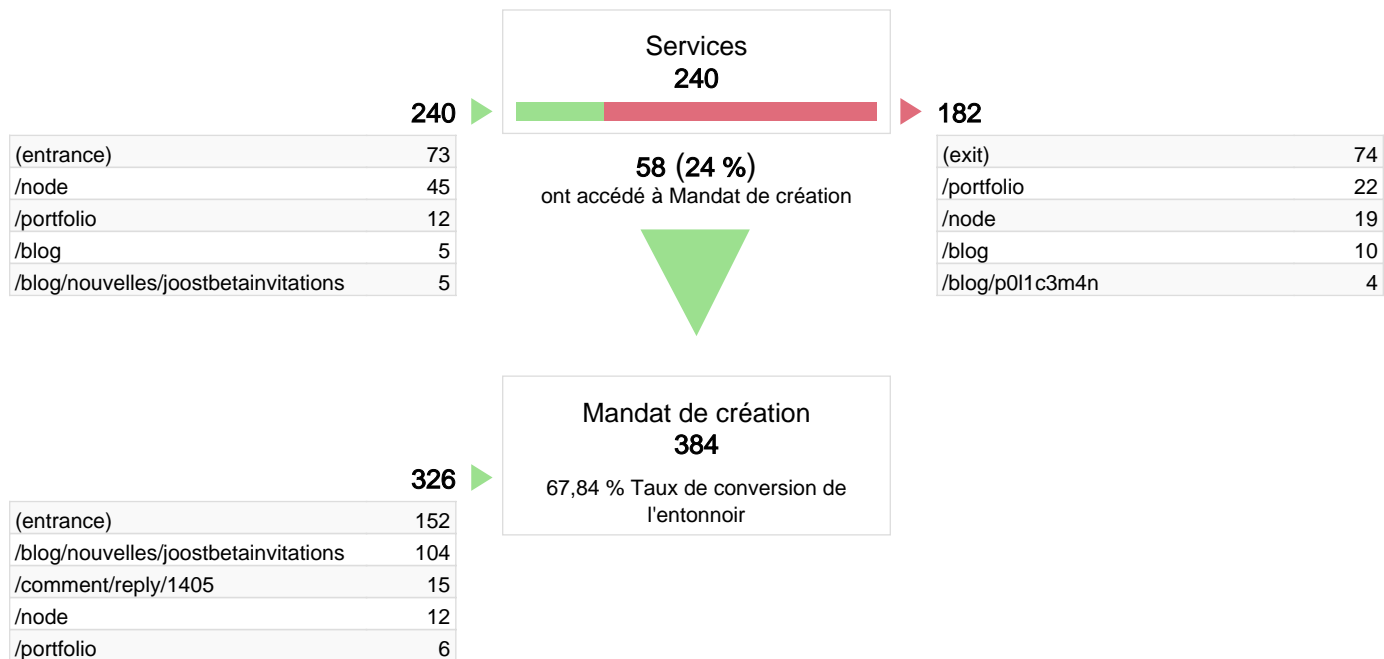 Services
240
240
182
(entrance) 73
/node 45
/portfolio 12
/blog 5
/blog/nouvelles/joostbetainvitations 5
58 (24 %)
ont accédé à Mandat de création
(exit) 74
/portfolio 22
/node 19
/blog 10
/blog/p0l1c3m4n 4
Mandat de création
384
67,84 % Taux de conversion de
l'entonnoir
326
(entrance) 152
/blog/nouvelles/joostbetainvitations 104
/comment/reply/1405 15
/node 12
/portfolio 6